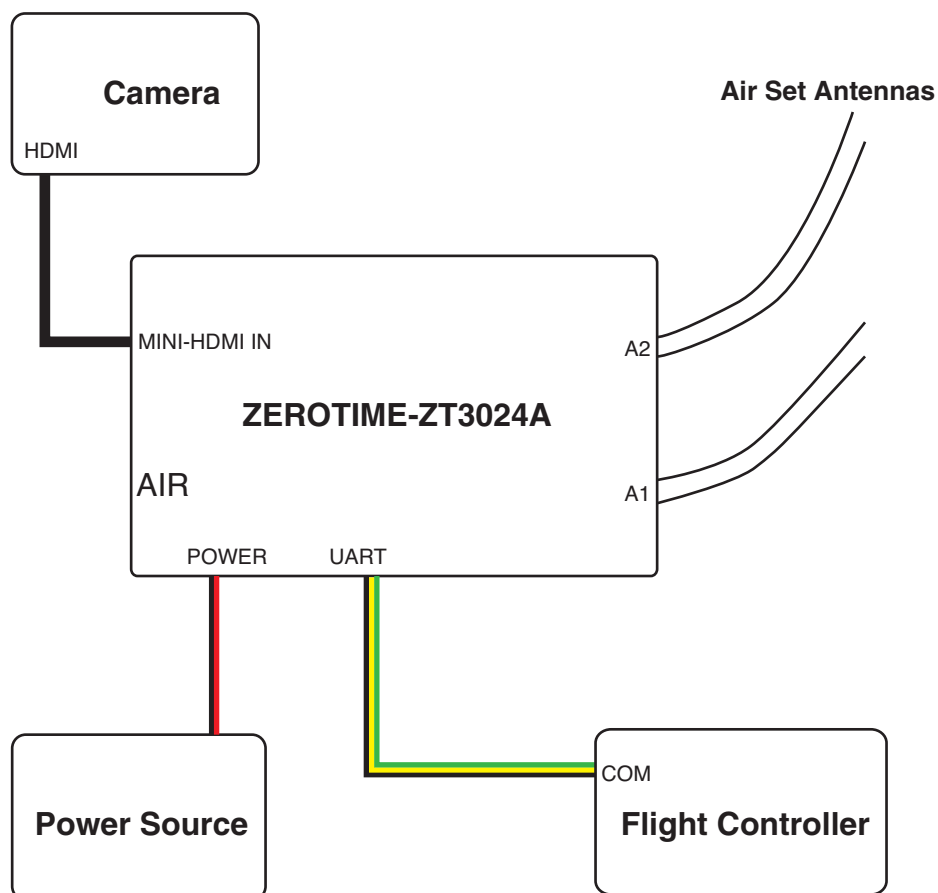 Camera
HDMI
Air Set Antennas
MINI-HDMI IN
A2
ZEROTIME-ZT3024A
AIR
A1
POWER
UART
COM
Power Source
Flight Controller